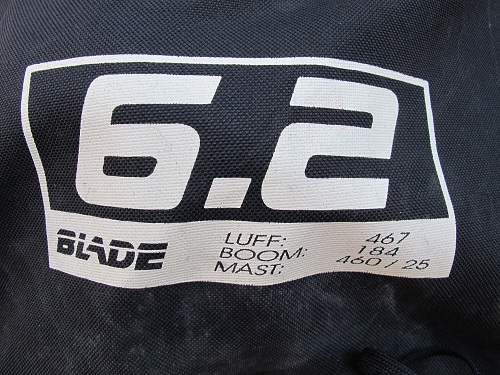 6.2
BLADE
LUFF: 467
BOOM: 184
MAST: 460 / 25